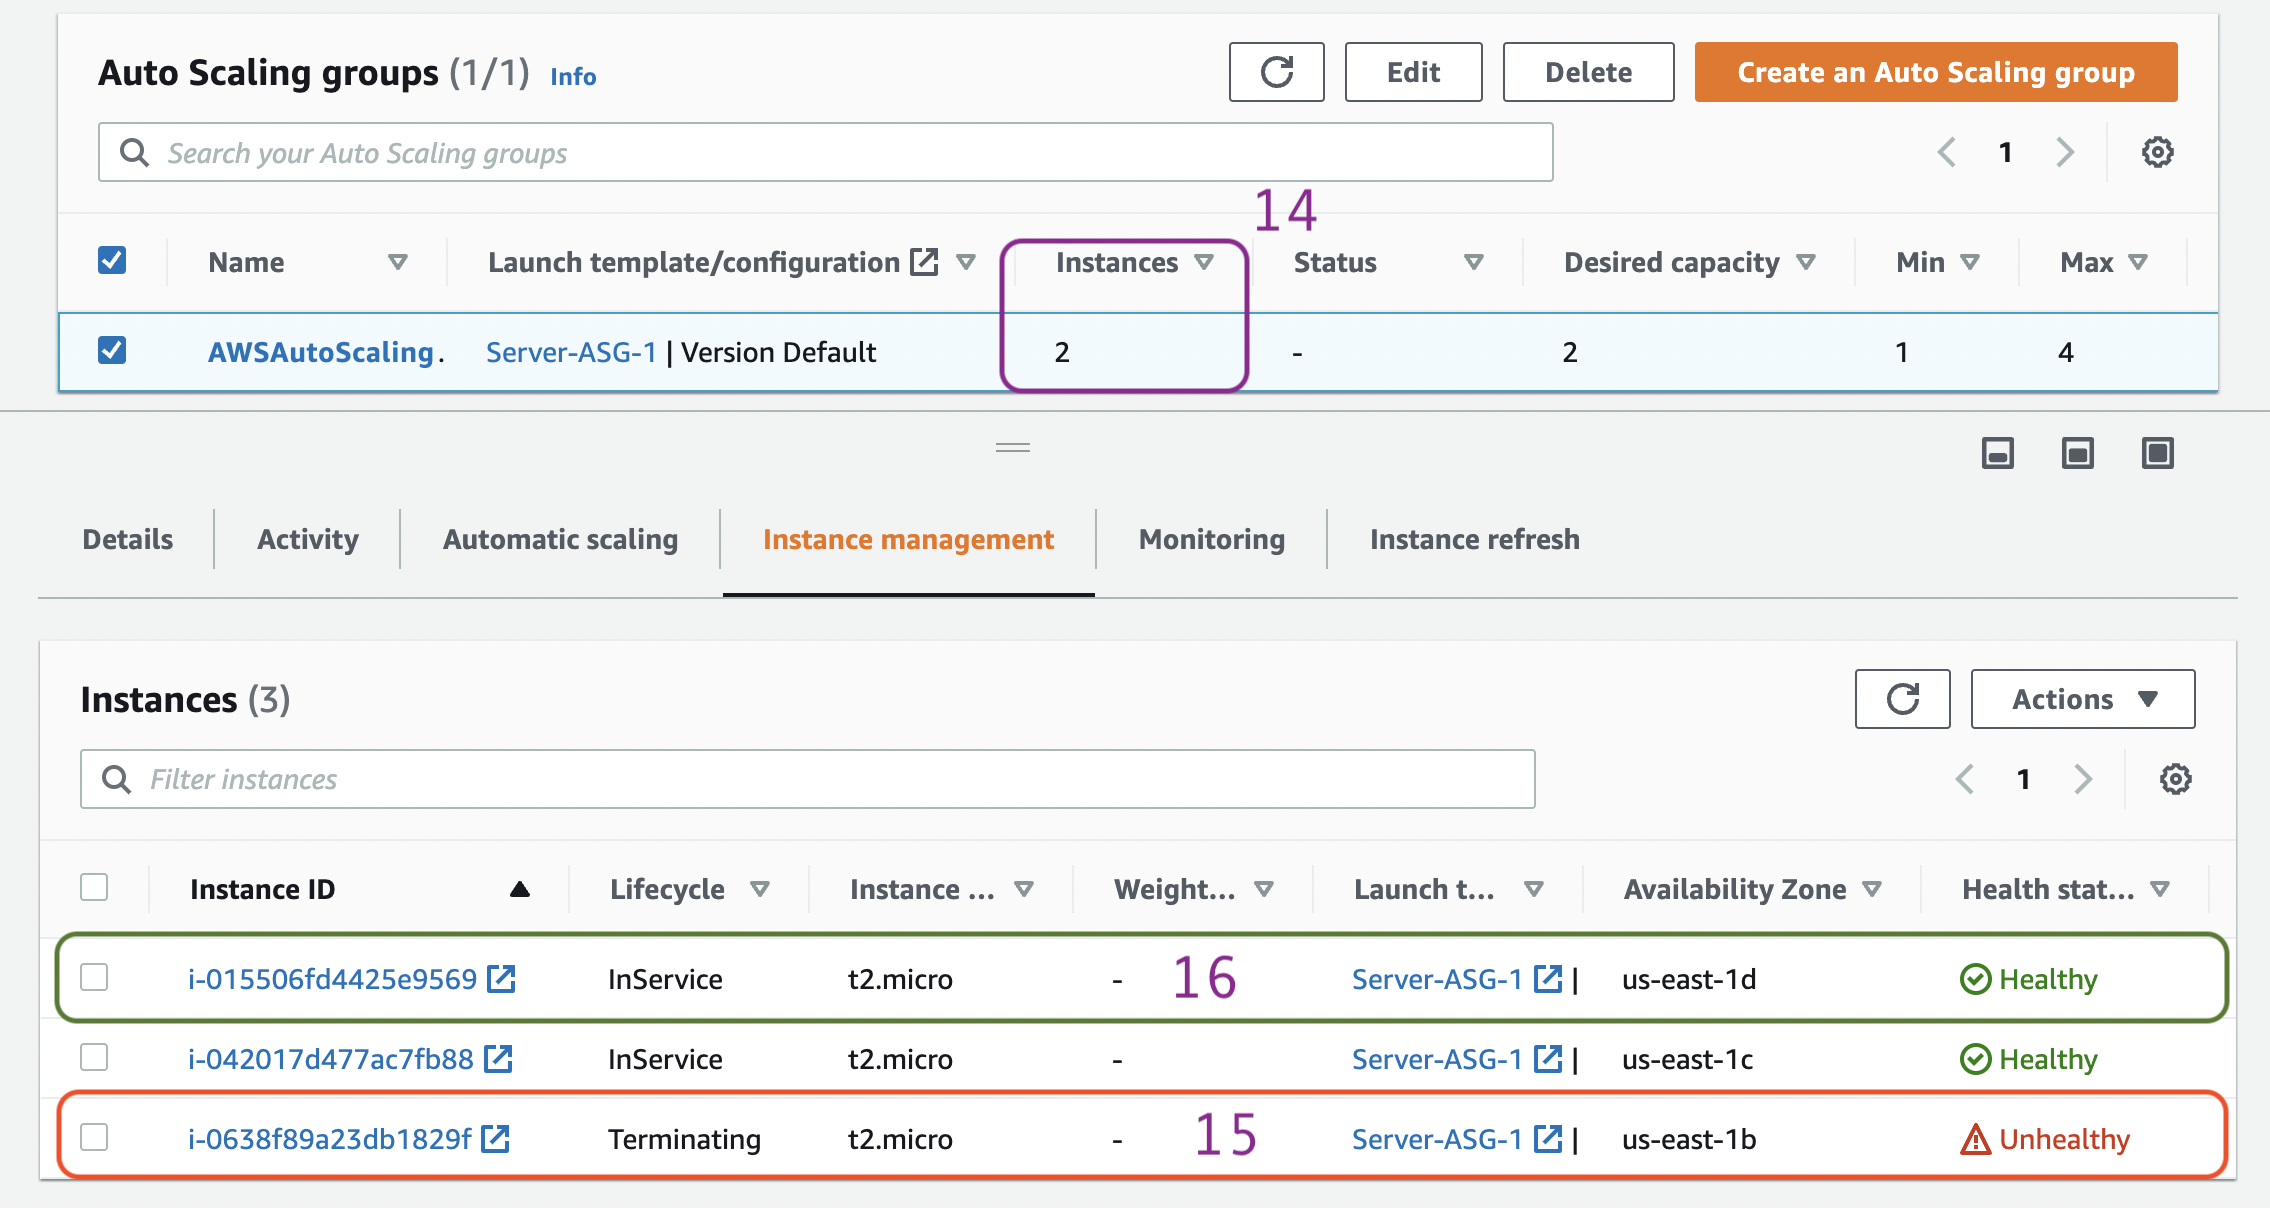 Auto Scaling groups (1/1) Info
Edit Delete Create an Auto Scaling group
Search your Auto Scaling groups
1
14
Name Launch template/configuration Instances Status Desired capacity Min Max
AWSAutoScaling. Server-ASG-1 | Version Default 2 - 2 1 4
Details Activity Automatic scaling Instance management Monitoring Instance refresh
Instances (3)
Actions
Filter instances
1
Instance ID Lifecycle Instance ... Weight... Launch t... Availability Zone Health stat...
i-015506fd4425e9569 InService t2.micro - 16 Server-ASG-1 | us-east-1d Healthy
i-042017d477ac7fb88 InService t2.micro - Server-ASG-1 | us-east-1c Healthy
i-0638f89a23db1829f Terminating t2.micro - 15 Server-ASG-1 | us-east-1b Unhealthy